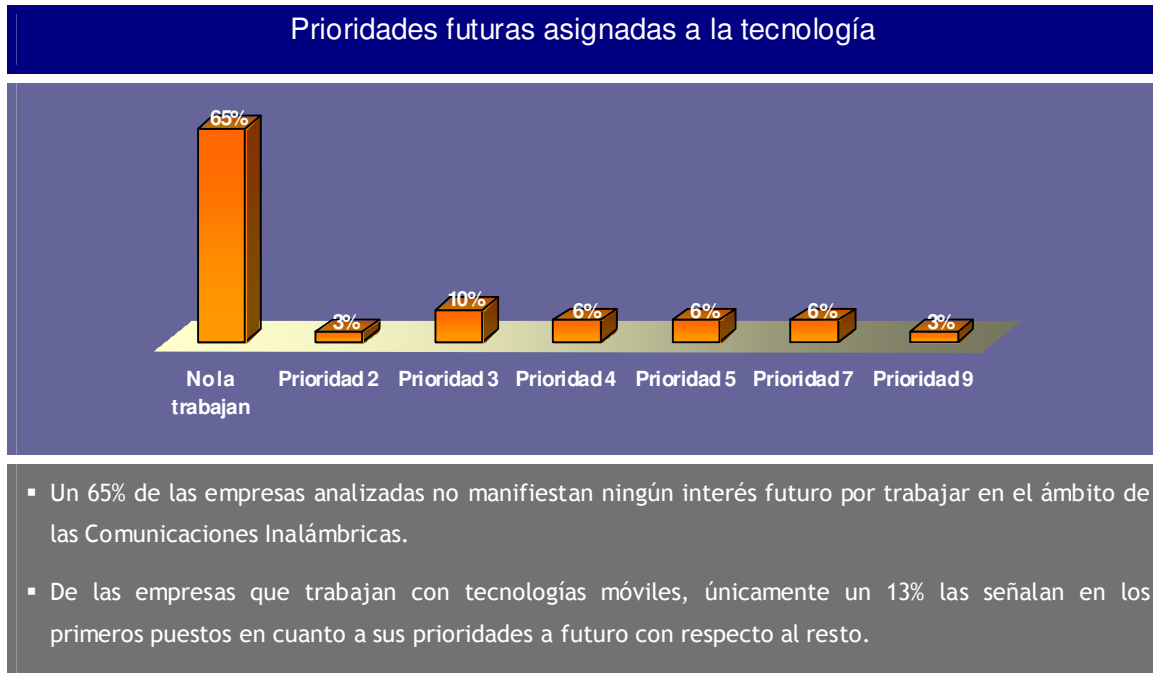 Prioridades futuras asignadas a la tecnología
65%
3%
10%
6%
6%
6%
3%
No la
trabajan
Prioridad 2
Prioridad 3
Prioridad 4
Prioridad 5
Prioridad 7
Prioridad 9
▪ Un 65% de las empresas analizadas no manifiestan ningún interés futuro por trabajar en el ámbito de
las Comunicaciones Inalámbricas.
▪ De las empresas que trabajan con tecnologías móviles, únicamente un 13% las señalan en los
primeros puestos en cuanto a sus prioridades a futuro con respecto al resto.